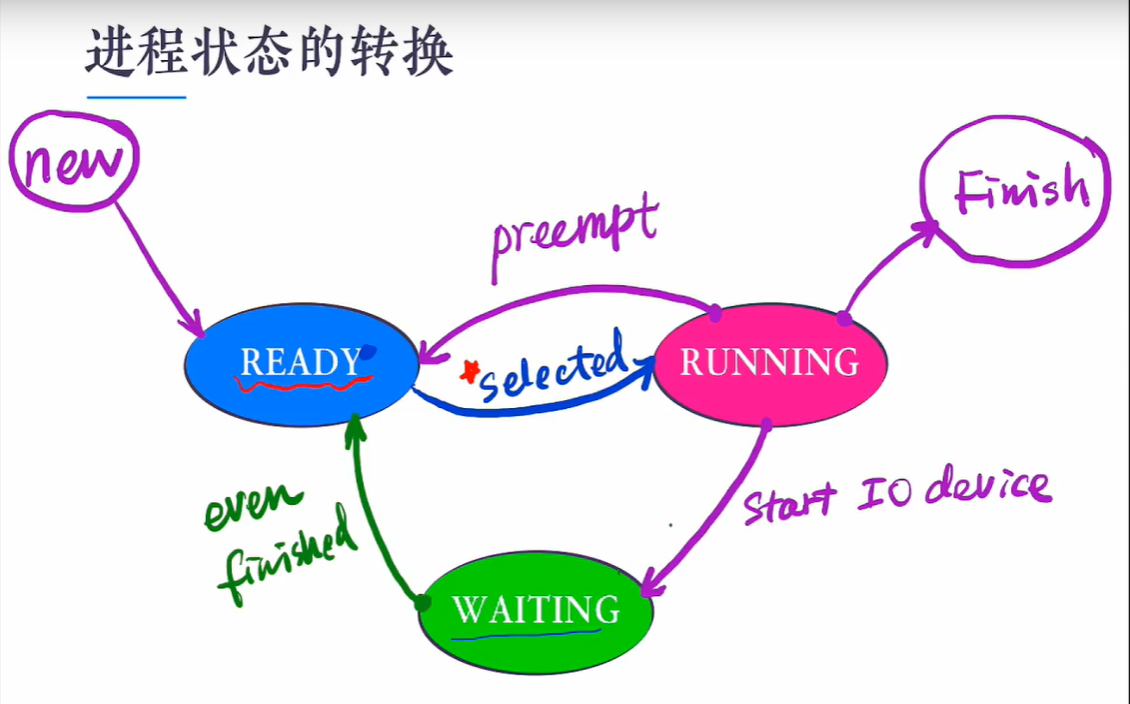 进程状态的转换
new
Finish
preempt
READY
selected
RUNNING
even
finished
Start IO device
WAITING